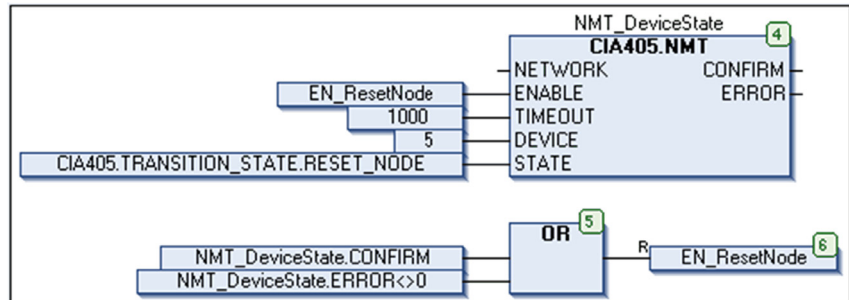 NMT_DeviceState
4
CIA405.NMT
NETWORK CONFIRM
EN_ResetNode ENABLE ERROR
1000 TIMEOUT
5 DEVICE
CIA405.TRANSITION_STATE.RESET_NODE STATE
OR 5
NMT_DeviceState.CONFIRM R EN_ResetNode 6
NMT_DeviceState.ERROR<>0